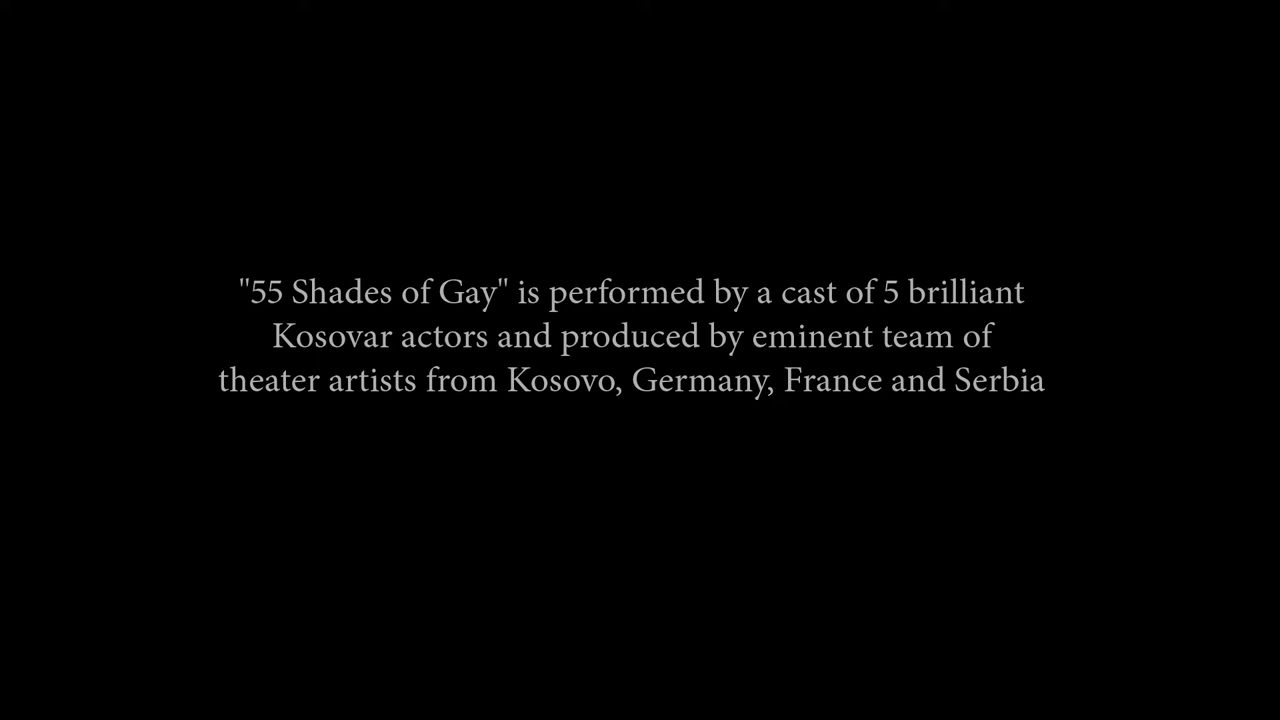 "55 Shades of Gay" is performed by a cast of 5 brilliant
Kosovar actors and produced by eminent team of
theater artists from Kosovo, Germany, France and Serbia